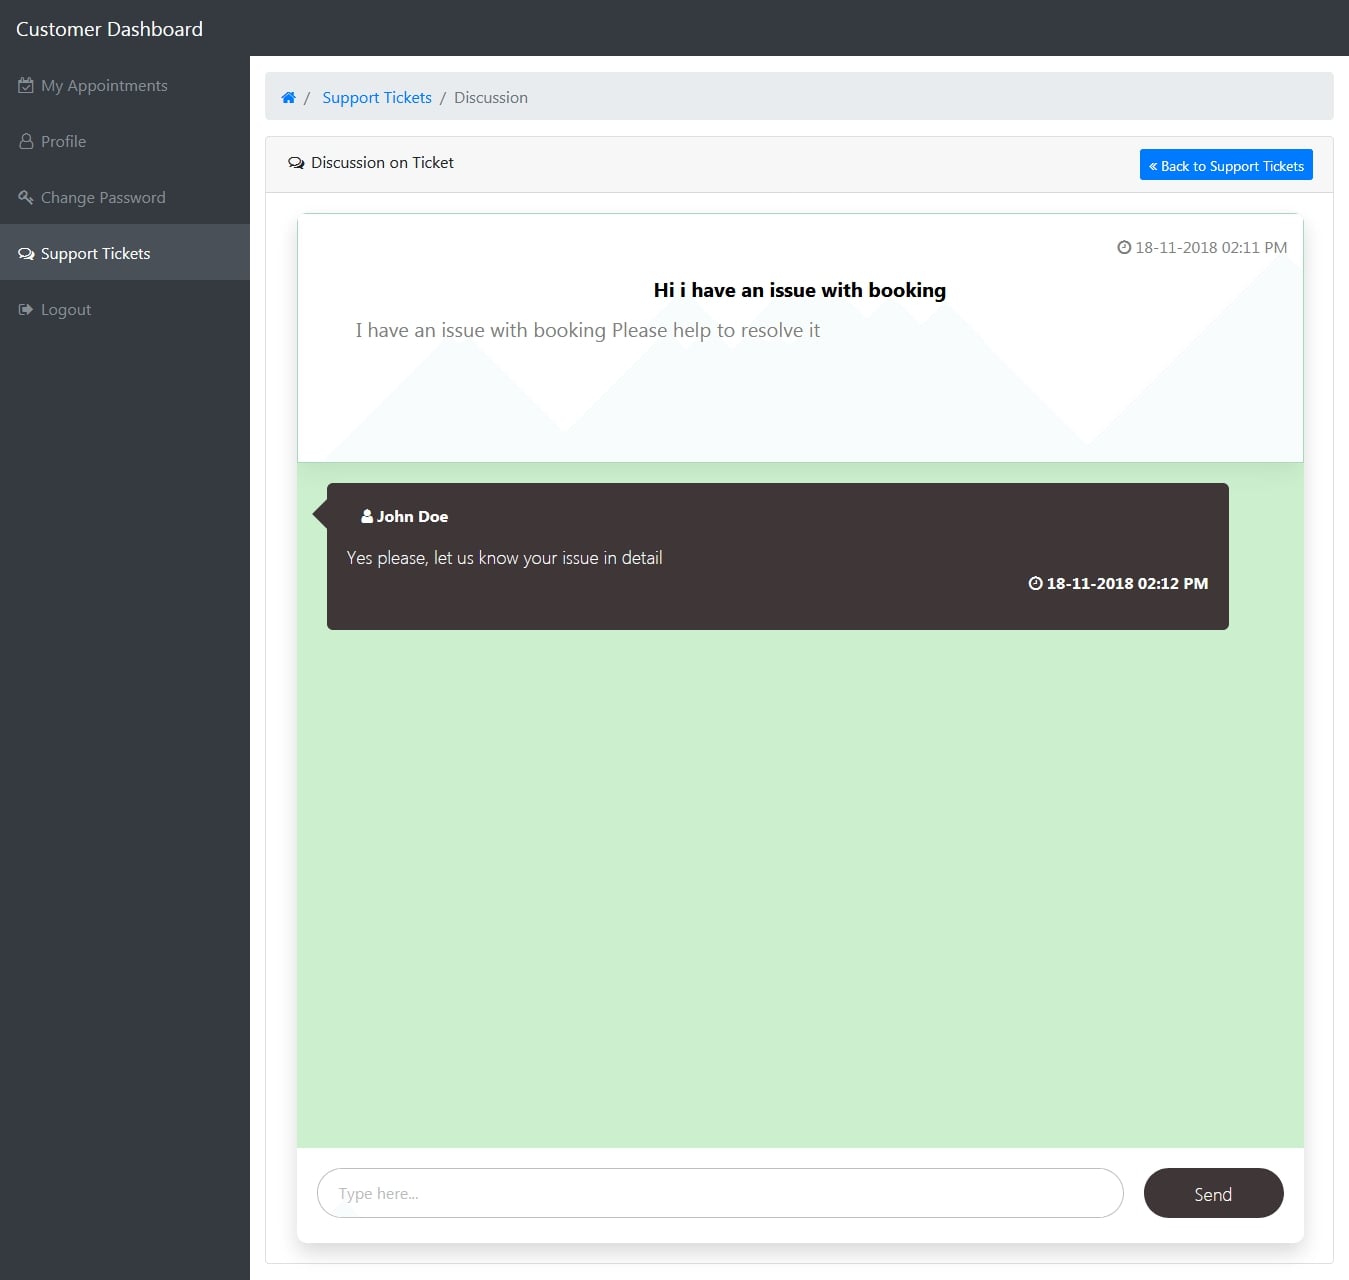 Customer Dashboard
My Appointments
Profile
Change Password
Support Tickets
Logout
/ Support Tickets / Discussion
Discussion on Ticket
« Back to Support Tickets
18-11-2018 02:11 PM
Hi i have an issue with booking
I have an issue with booking Please help to resolve it
John Doe
Yes please, let us know your issue in detail
18-11-2018 02:12 PM
Type here...
Send